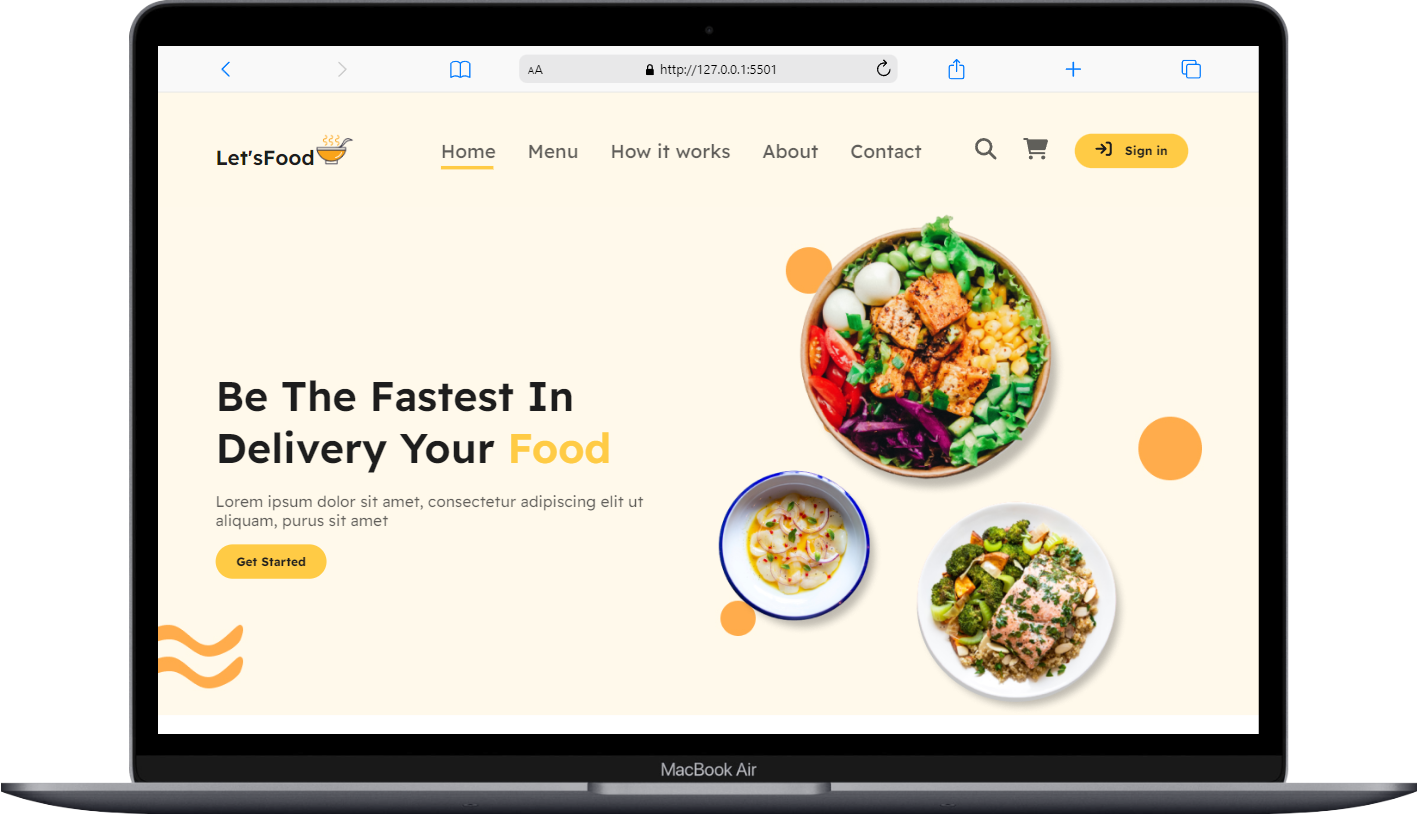 AA
http://127.0.0.1:5501
Let'sFood
Home
Menu
How it works
About
Contact
Sign in
Be The Fastest In
Delivery Your Food
Lorem ipsum dolor sit amet, consectetur adipiscing elit ut
aliquam, purus sit amet
Get Started
MacBook Air